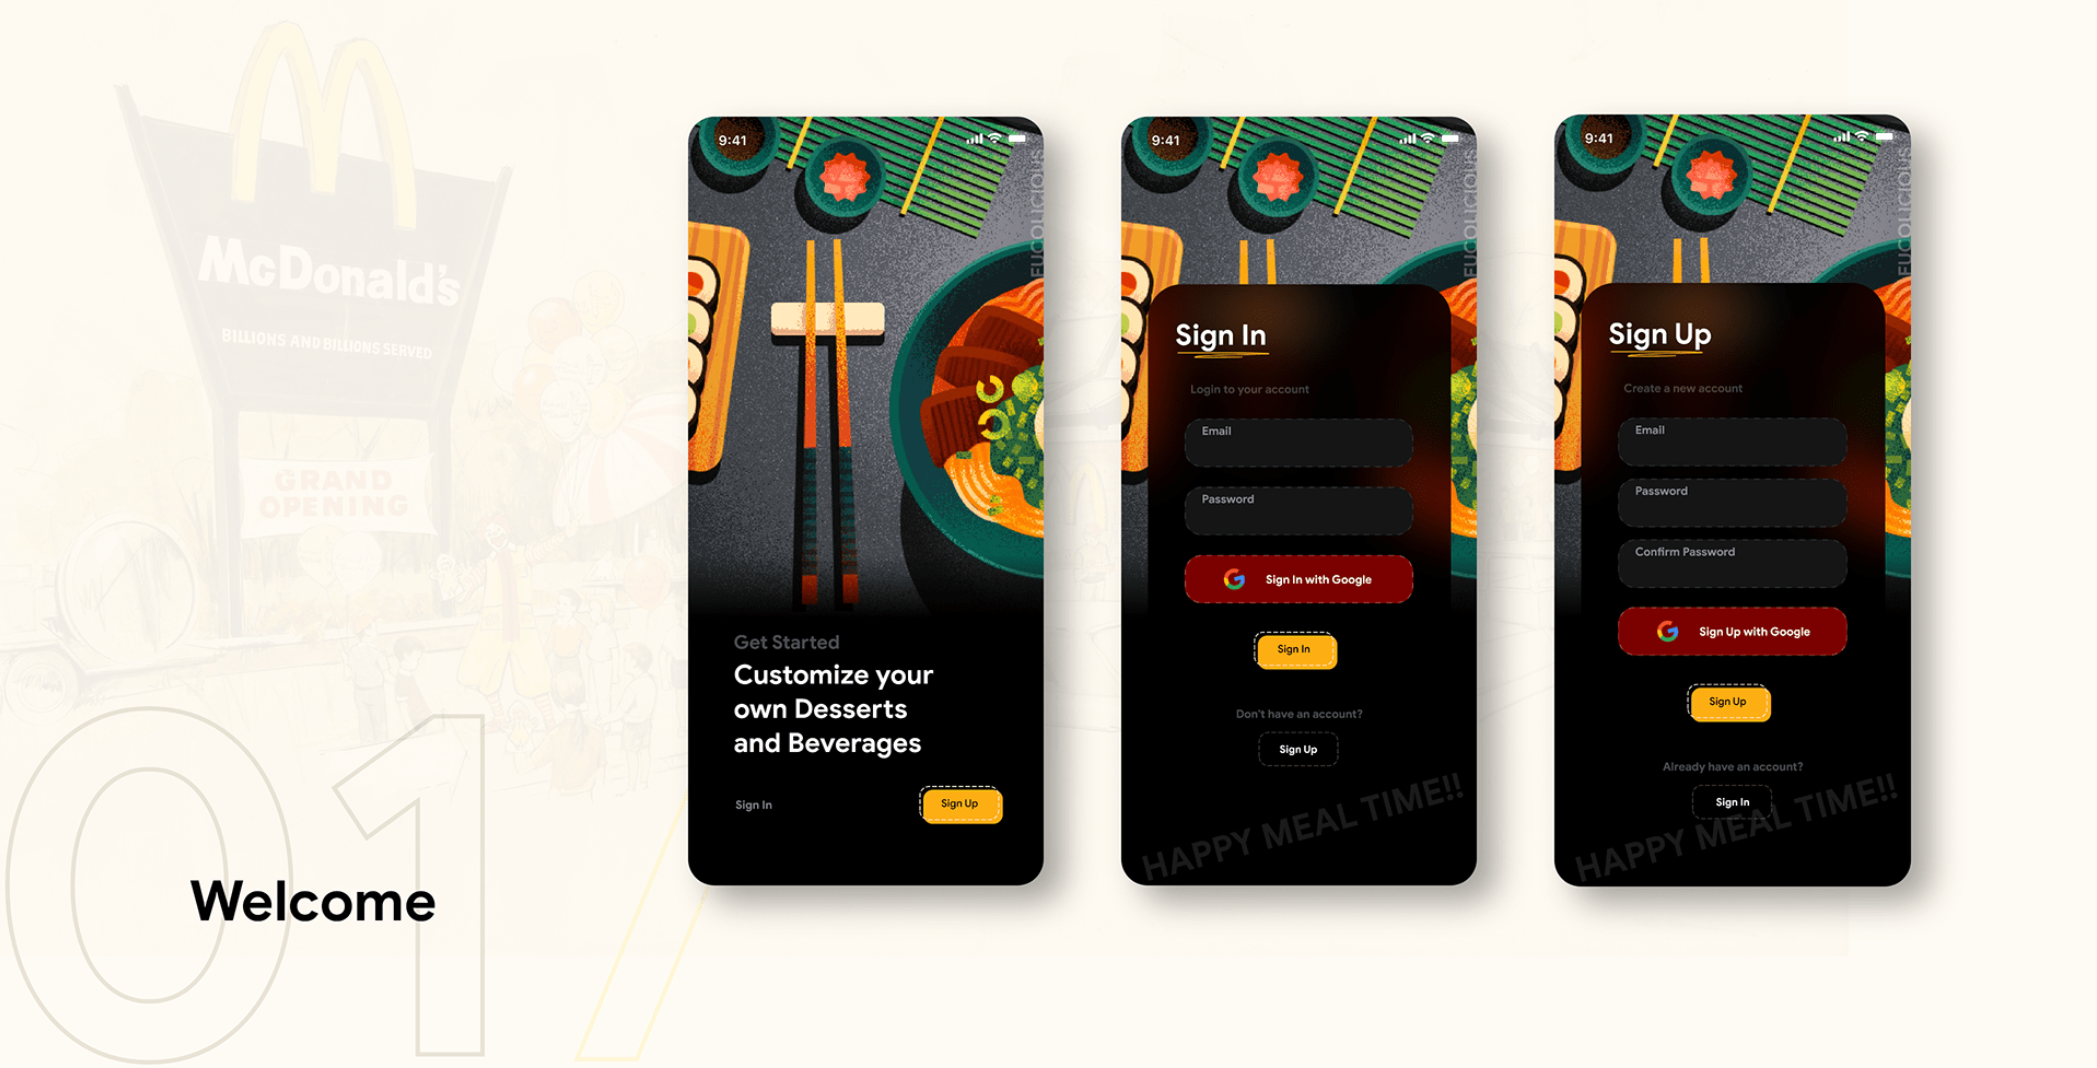 McDonald's
BILLIONS AND BILLIONS SERVED
GRAND
OPENING
01/
Welcome
9:41
FUCOLICIOUS
Get Started
Customize your
own Desserts
and Beverages
Sign In
Sign Up
9:41
FUCOLICIOUS
Sign In
Login to your account
Email
Password
Sign In with Google
Sign In
Don't have an account?
Sign Up
HAPPY MEAL TIME!!
9:41
FUCOLICIOUS
Sign Up
Create a new account
Email
Password
Confirm Password
Sign Up with Google
Sign Up
Already have an account?
Sign In
HAPPY MEAL TIME!!